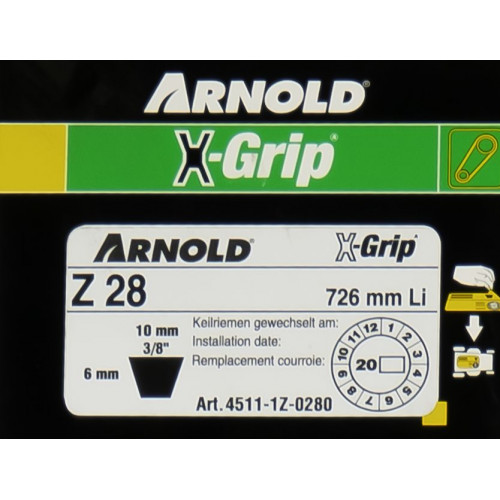 ARNOLD®
X-Grip®
ARNOLD® X-Grip®
Z 28 726 mm Li
10 mm
3/8"
6 mm
Keilriemen gewechselt am:
Installation date:
Remplacement courroie:
1 2 3 4 5 6 7 8 9 10 11 12
20
Art. 4511-1Z-0280